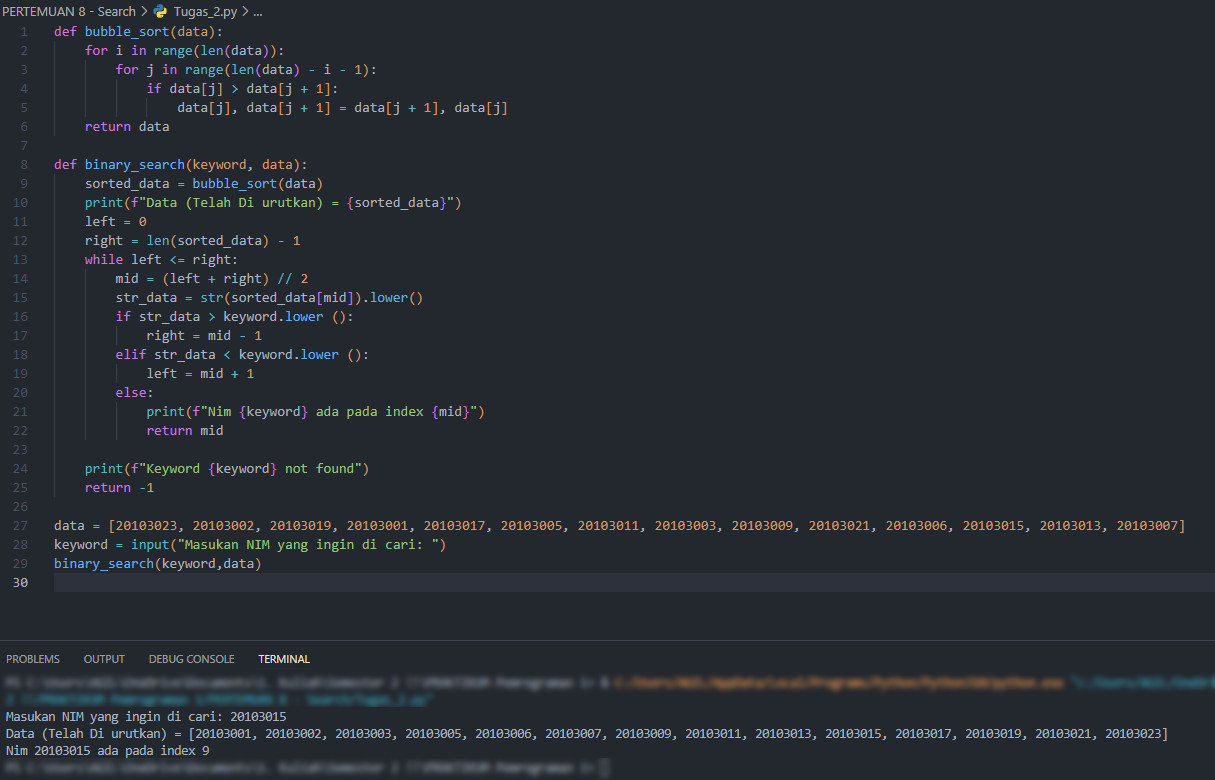 PERTEMUAN 8 - Search > Tugas_2.py > ...
1 def bubble_sort(data):
2     for i in range(len(data)):
3         for j in range(len(data) - i - 1):
4             if data[j] > data[j + 1]:
5                 data[j], data[j + 1] = data[j + 1], data[j]
6     return data
7
8 def binary_search(keyword, data):
9     sorted_data = bubble_sort(data)
10     print(f"Data (Telah Di urutkan) = {sorted_data}")
11     left = 0
12     right = len(sorted_data) - 1
13     while left <= right:
14         mid = (left + right) // 2
15         str_data = str(sorted_data[mid]).lower()
16         if str_data > keyword.lower ():
17             right = mid - 1
18         elif str_data < keyword.lower ():
19             left = mid + 1
20         else:
21             print(f"Nim {keyword} ada pada index {mid}")
22             return mid
23
24     print(f"Keyword {keyword} not found")
25     return -1
26
27 data = [20103023, 20103002, 20103019, 20103001, 20103017, 20103005, 20103011, 20103003, 20103009, 20103021, 20103006, 20103015, 20103013, 20103007]
28 keyword = input("Masukan NIM yang ingin di cari: ")
29 binary_search(keyword,data)
30
PROBLEMS OUTPUT DEBUG CONSOLE TERMINAL
Masukan NIM yang ingin di cari: 20103015
Data (Telah Di urutkan) = [20103001, 20103002, 20103003, 20103005, 20103006, 20103007, 20103009, 20103011, 20103013, 20103015, 20103017, 20103019, 20103021, 20103023]
Nim 20103015 ada pada index 9